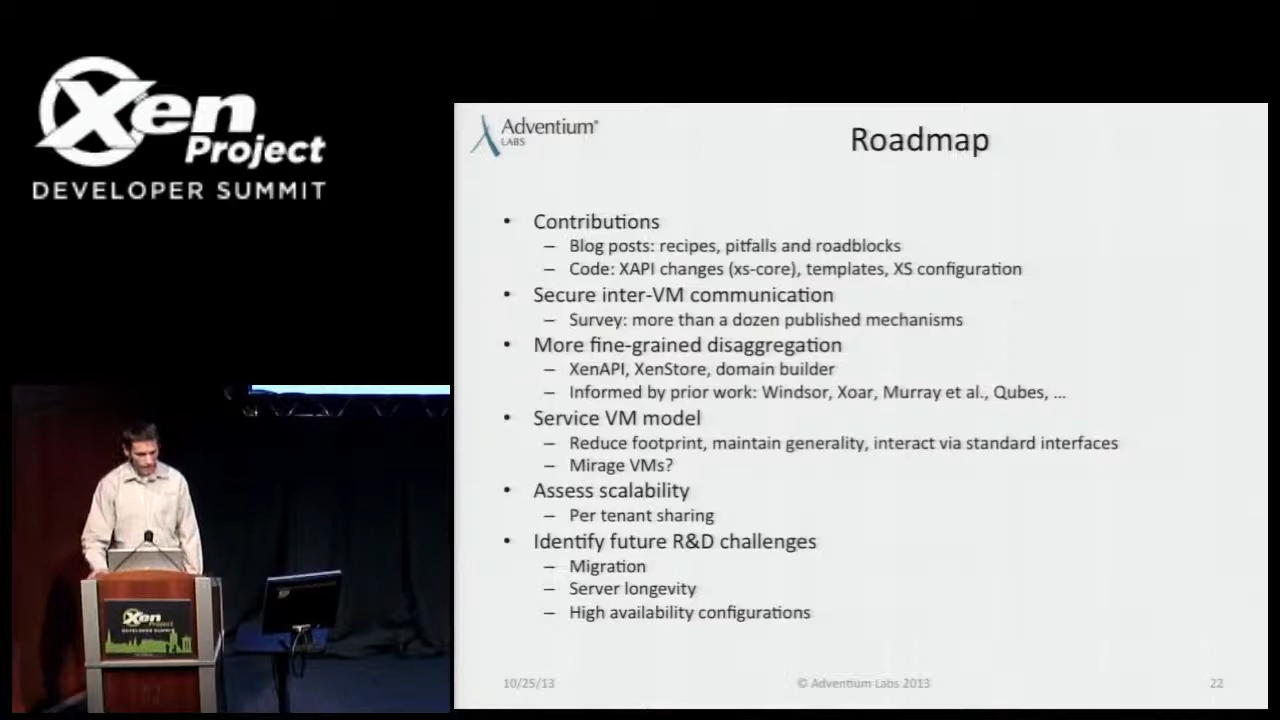 Xen
Project
DEVELOPER SUMMIT
Adventium®
LABS
Roadmap
• Contributions
– Blog posts: recipes, pitfalls and roadblocks
– Code: XAPI changes (xs-core), templates, XS configuration
• Secure inter-VM communication
– Survey: more than a dozen published mechanisms
• More fine-grained disaggregation
– XenAPI, XenStore, domain builder
– Informed by prior work: Windsor, Xoar, Murray et al., Qubes, …
• Service VM model
– Reduce footprint, maintain generality, interact via standard interfaces
– Mirage VMs?
• Assess scalability
– Per tenant sharing
• Identify future R&D challenges
– Migration
– Server longevity
– High availability configurations
10/25/13
© Adventium Labs 2013
22
Xen
Project
DEVELOPER SUMMIT